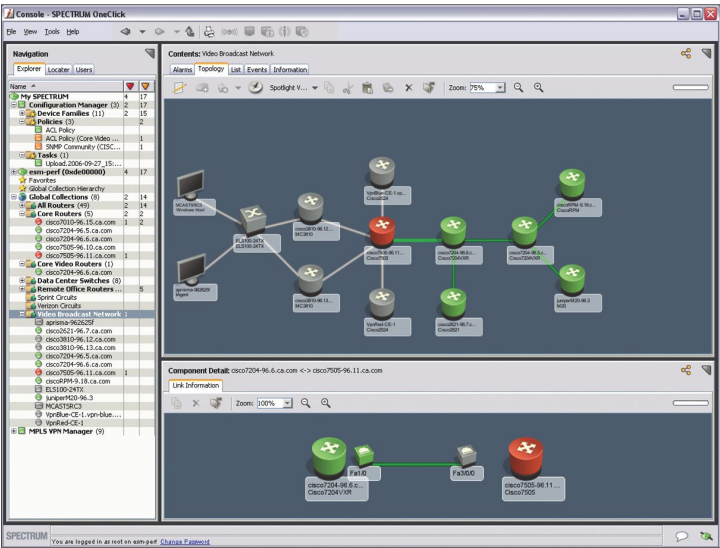 Console - SPECTRUM OneClick
File View Tools Help
Navigation
Explorer Locater Users
Name
My SPECTRUM 4 17
Configuration Manager (3) 2 17
Device Families (11) 2 15
Policies (3) 2
ACL Policy
ACL Policy (Core Video ... 1
SNMP Community (CISC... 1
Tasks (1)
Upload.2006-09-27_15:...
esm-perf (0xde00000) 4 17
Favorites
Global Collection Hierarchy
Global Collections (8) 2 14
All Routers (49) 2 14
Core Routers (5) 2 2
cisco7010-96.15.ca.com 1 2
cisco7204-96.5.ca.com
cisco7204-96.6.ca.com
cisco7505-96.10.ca.com
cisco7505-96.11.ca.com 1
Core Video Routers (1)
cisco7204-96.6.ca.com
Data Center Switches (8)
Remote Office Routers ... 5
Sprint Circuits
Verizon Circuits
Video Broadcast Network 1
aprisma-962625f
cisco2621-96.7.ca.com
cisco3810-96.12.ca.com
cisco3810-96.13.ca.com
cisco7204-96.5.ca.com
cisco7204-96.6.ca.com
cisco7505-96.11.ca.com 1
ciscoRPM-9.18.ca.com
ELS100-24TX
juniperM20-96.3
MCASTSRC3
VpnBlue-CE-1.vpn-blue....
VpnRed-CE-1
MPLS VPN Manager (9)
Contents: Video Broadcast Network
Alarms Topology List Events Information
Spotlight V... Zoom: 75%
VpnBlue-CE-1.vp...
Cisco2524
MCASTSRC3
Windows Host
ciscoRPM-9.18.c...
CiscoRPM
cisco3810-96.12....
MC3810
ELS100-24TX
ELS100-24TX
cisco7505-96.11....
Cisco7505
cisco7204-96.6.c...
Cisco7204VXR
cisco7204-96.5.c...
Cisco7204VXR
aprisma-962625f
cisco3810-96.13....
MC3810
VpnRed-CE-1
Cisco2524
cisco2621-96.7.c...
Cisco2621
juniperM20-96.3
M20
Component Detail: cisco7204-96.6.ca.com <-> cisco7505-96.11.ca.com
Link Information
Zoom: 100%
Fa1/0
Fa3/0/0
cisco7204-96.6.c...
Cisco7204VXR
cisco7505-96.11....
Cisco7505
SPECTRUM
You are logged in as root on esm-perf Change Password